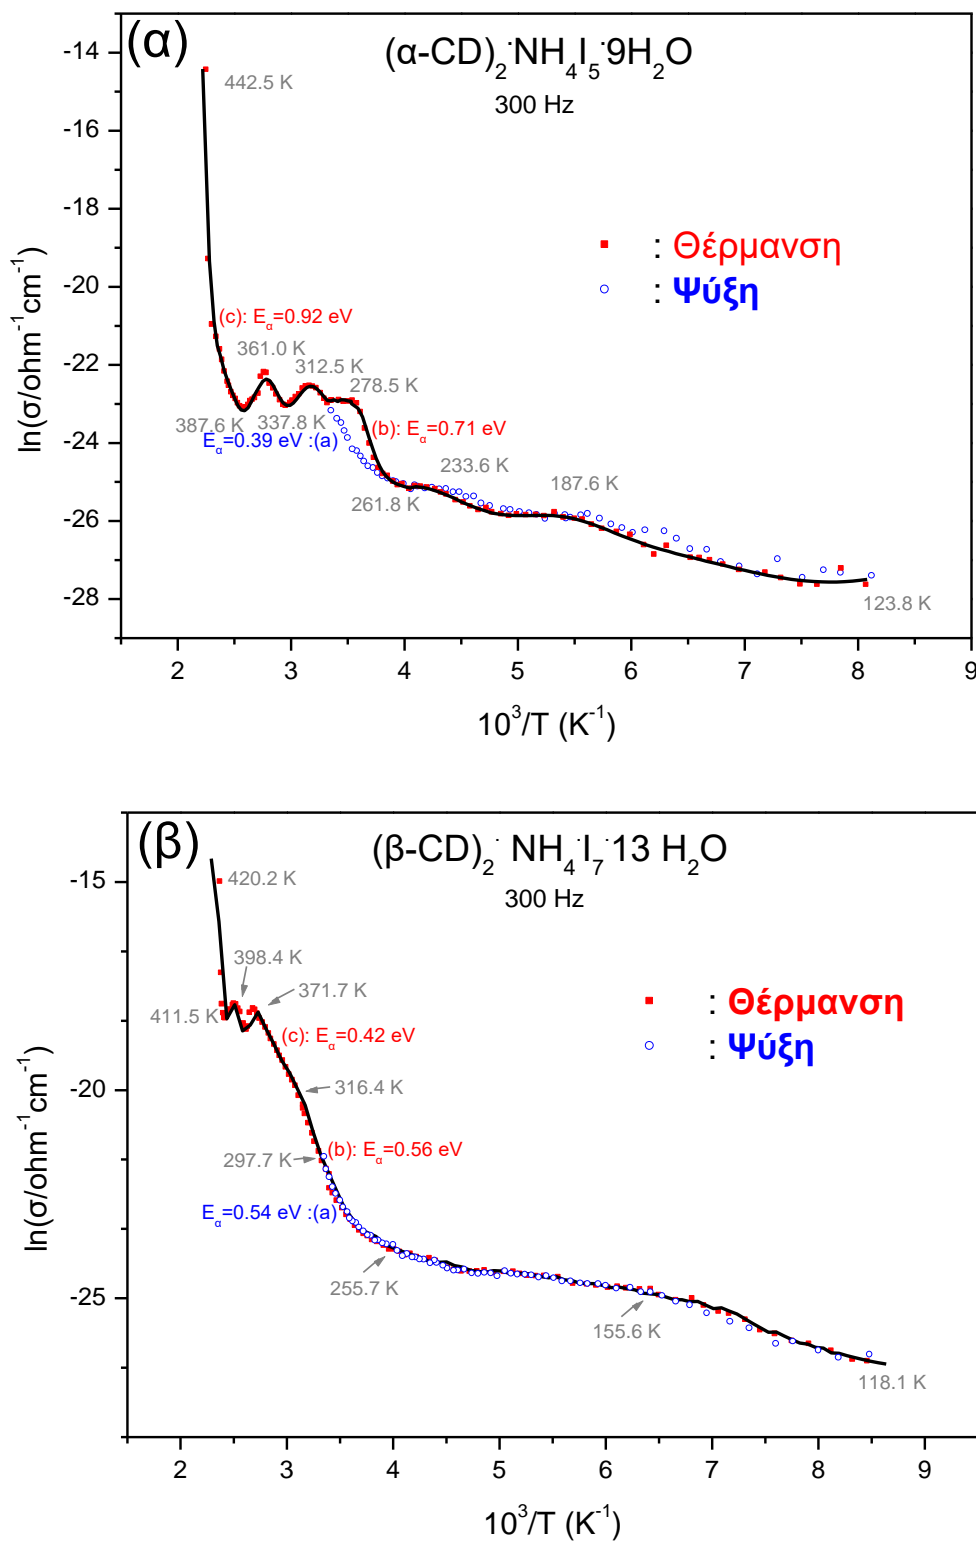 (α)
(α-CD)₂·NH₄I₅·9H₂O
300 Hz
-14
442.5 K
-16
-18
: Θέρμανση
: Ψύξη
-20
(c): Eα=0.92 eV
361.0 K
312.5 K
-22
278.5 K
387.6 K
337.8 K
(b): Eα=0.71 eV
Eα=0.39 eV :(a)
-24
233.6 K
187.6 K
261.8 K
-26
-28
123.8 K
ln(σ/ohm⁻¹cm⁻¹)
2 3 4 5 6 7 8 9
10³/T (K⁻¹)
(β)
(β-CD)₂· NH₄·I₇·13 H₂O
300 Hz
-15
420.2 K
398.4 K
371.7 K
: Θέρμανση
411.5 K
: Ψύξη
(c): Eα=0.42 eV
-20
316.4 K
(b): Eα=0.56 eV
297.7 K
Eα=0.54 eV :(a)
255.7 K
-25
155.6 K
118.1 K
ln(σ/ohm⁻¹cm⁻¹)
2 3 4 5 6 7 8 9
10³/T (K⁻¹)